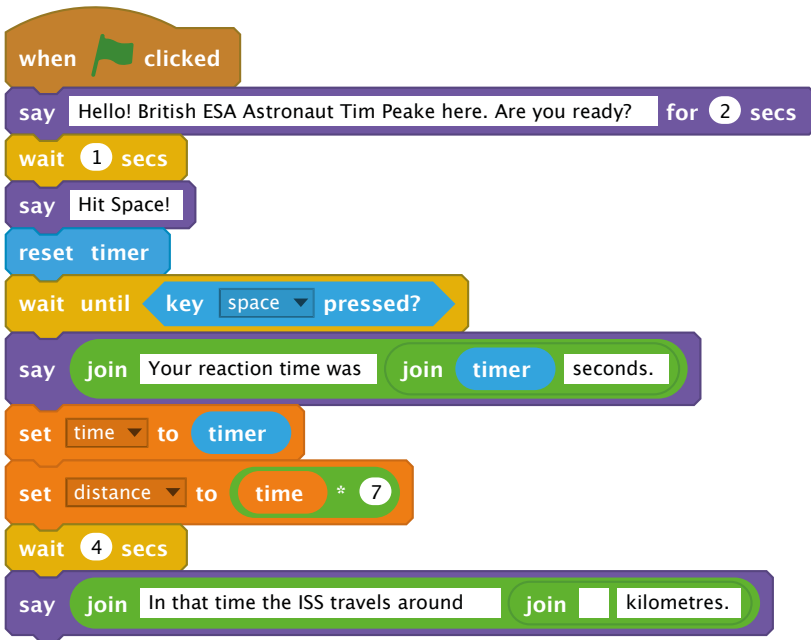 when clicked
say Hello! British ESA Astronaut Tim Peake here. Are you ready? for 2 secs
wait 1 secs
say Hit Space!
reset timer
wait until key space pressed?
say join Your reaction time was join timer seconds.
set time to timer
set distance to time * 7
wait 4 secs
say join In that time the ISS travels around join kilometres.